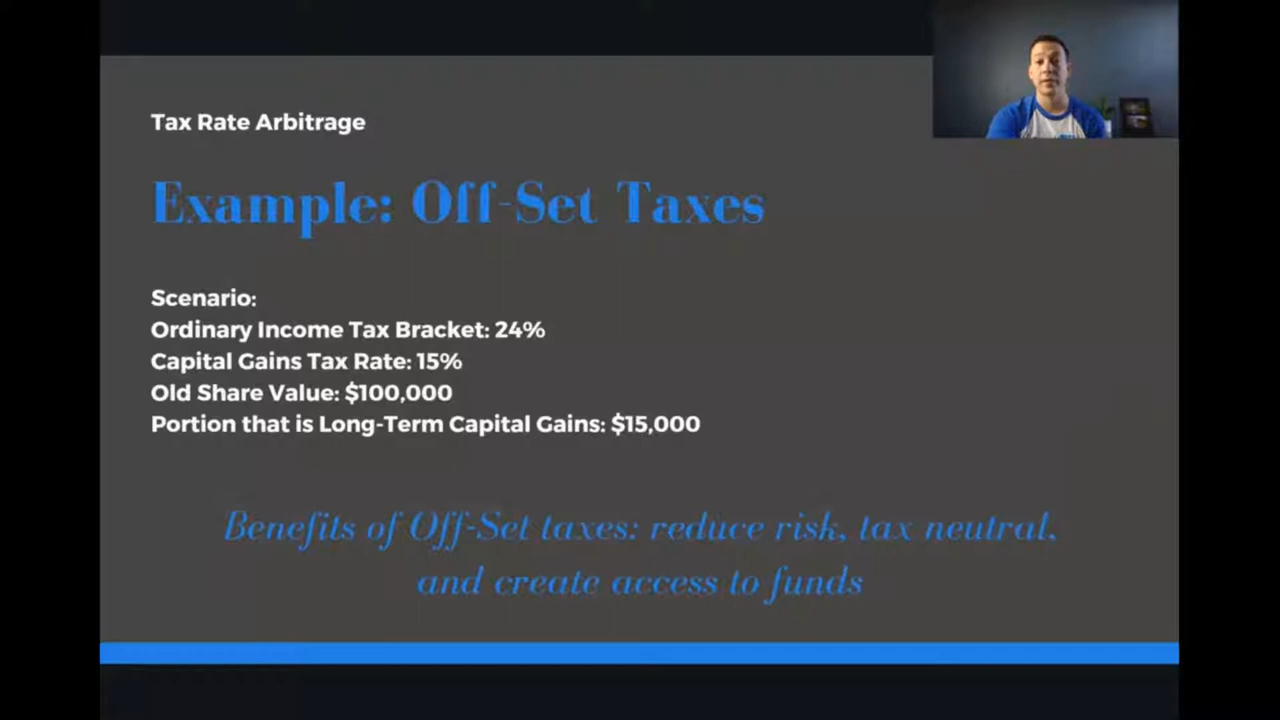 Tax Rate Arbitrage
Example: Off-Set Taxes
Scenario:
Ordinary Income Tax Bracket: 24%
Capital Gains Tax Rate: 15%
Old Share Value: $100,000
Portion that is Long-Term Capital Gains: $15,000
Benefits of Off-Set taxes: reduce risk, tax neutral,
and create access to funds